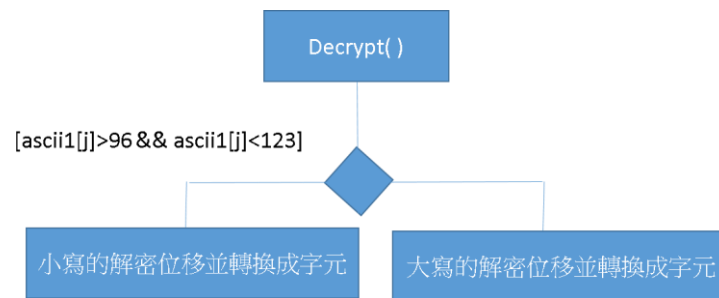 Decrypt( )
[ascii1[j]>96 && ascii1[j]<123]
小寫的解密位移並轉換成字元
大寫的解密位移並轉換成字元